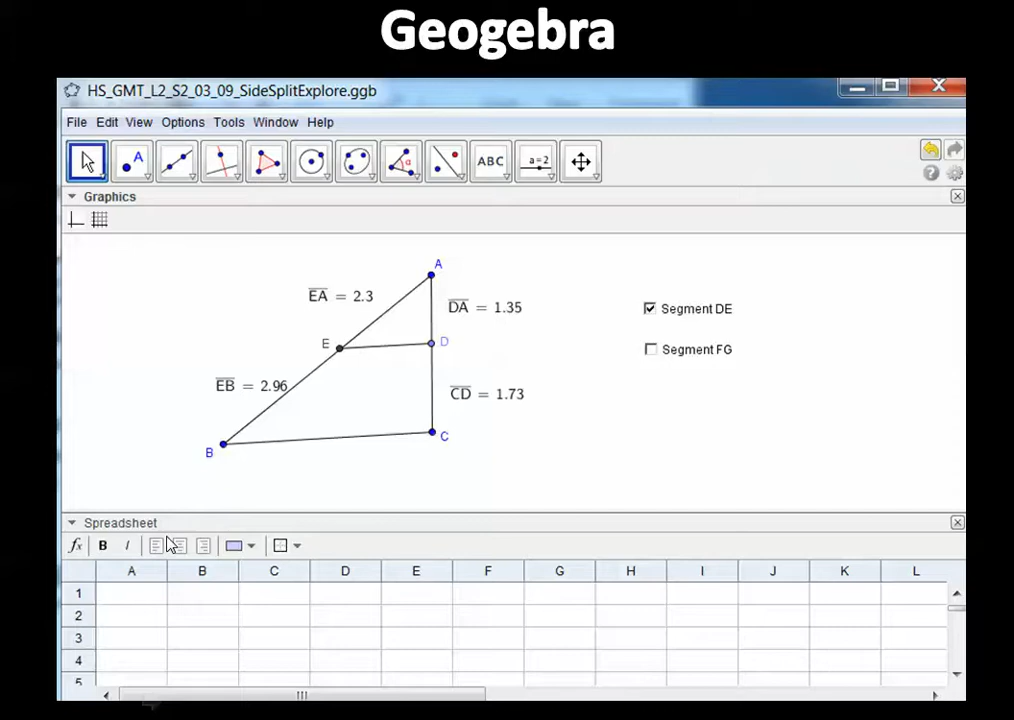 Geogebra
HS_GMT_L2_S2_03_09_SideSplitExplore.ggb
File Edit View Options Tools Window Help
A
α
ABC
a=2
?
Graphics
A
EA = 2.3
DA = 1.35
Segment DE
E
D
Segment FG
EB = 2.96
CD = 1.73
C
B
Spreadsheet
fx B I
A B C D E F G H I J K L
1
2
3
4
5